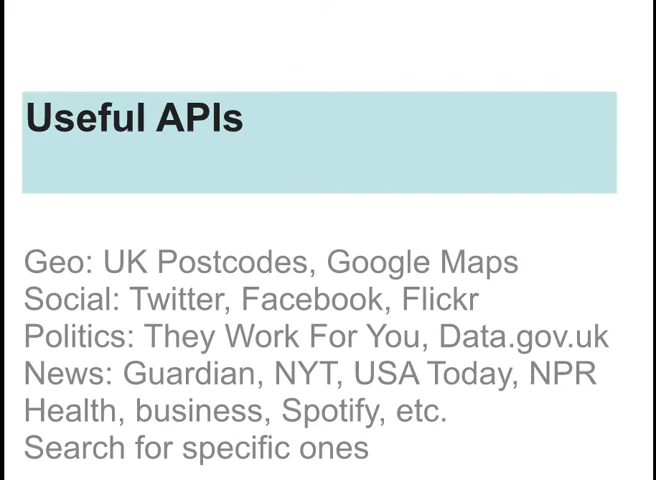 Useful APIs
Geo: UK Postcodes, Google Maps
Social: Twitter, Facebook, Flickr
Politics: They Work For You, Data.gov.uk
News: Guardian, NYT, USA Today, NPR
Health, business, Spotify, etc.
Search for specific ones